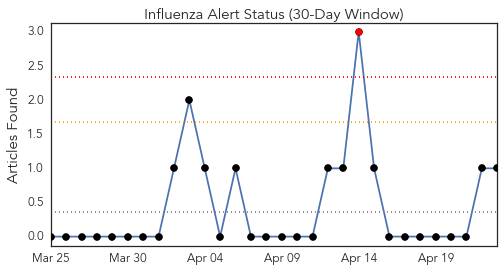 Influenza Alert Status (30-Day Window)
Articles Found
3.0
2.5
2.0
1.5
1.0
0.5
0.0
Mar 25 Mar 30 Apr 04 Apr 09 Apr 14 Apr 19